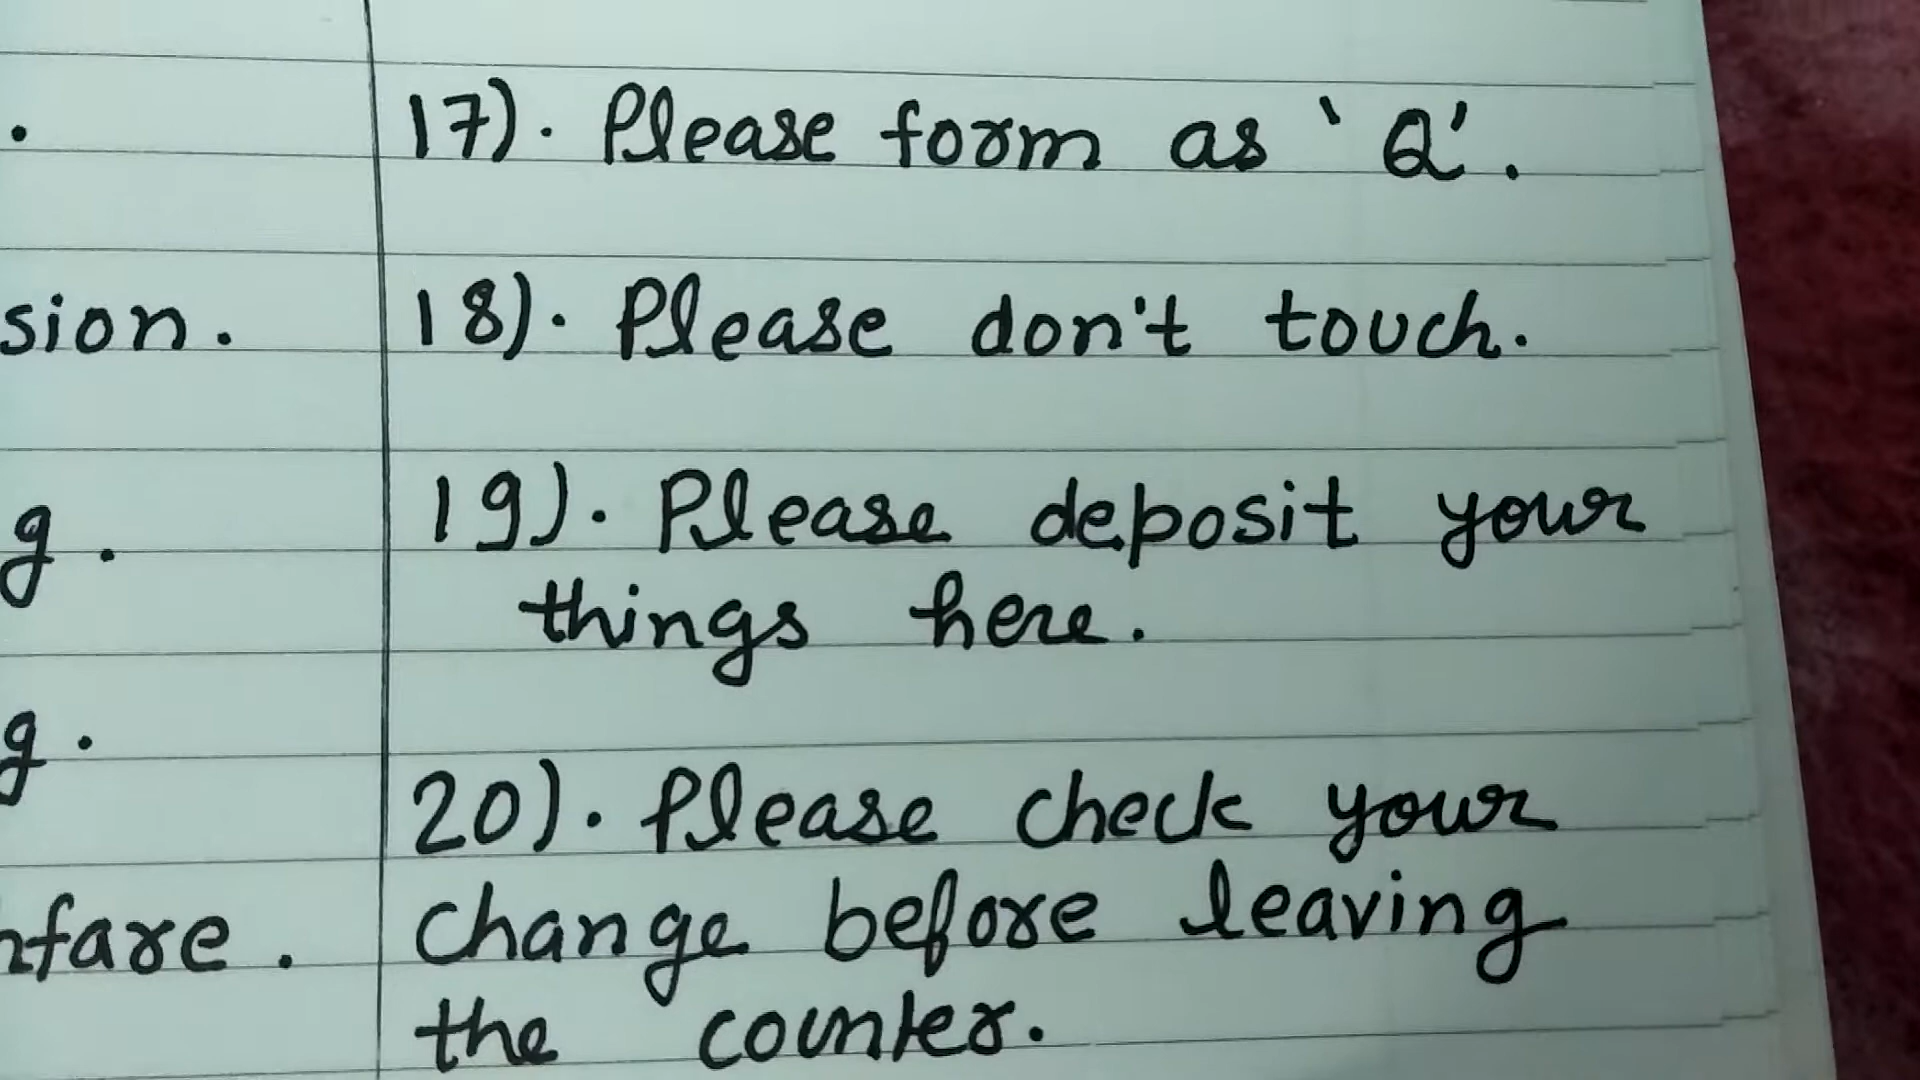 .
17). Please form as ‘Q’.
sion.
18). Please don't touch.
g.
19). Please deposit your
things here.
g.
20). Please check your
fare.
change before leaving
the counter.